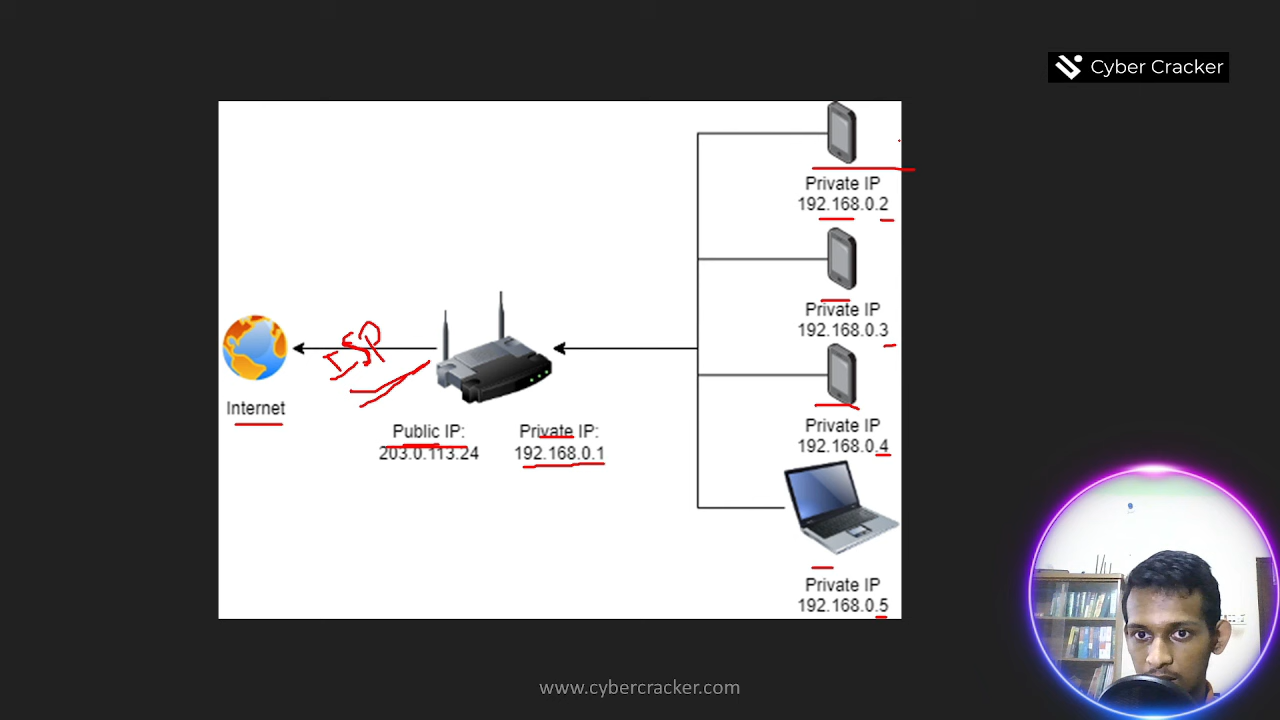 Cyber Cracker
Private IP
192.168.0.2
Private IP
192.168.0.3
ISP
Internet
Public IP:
203.0.113.24
Private IP:
192.168.0.1
Private IP
192.168.0.4
Private IP
192.168.0.5
www.cybercracker.com